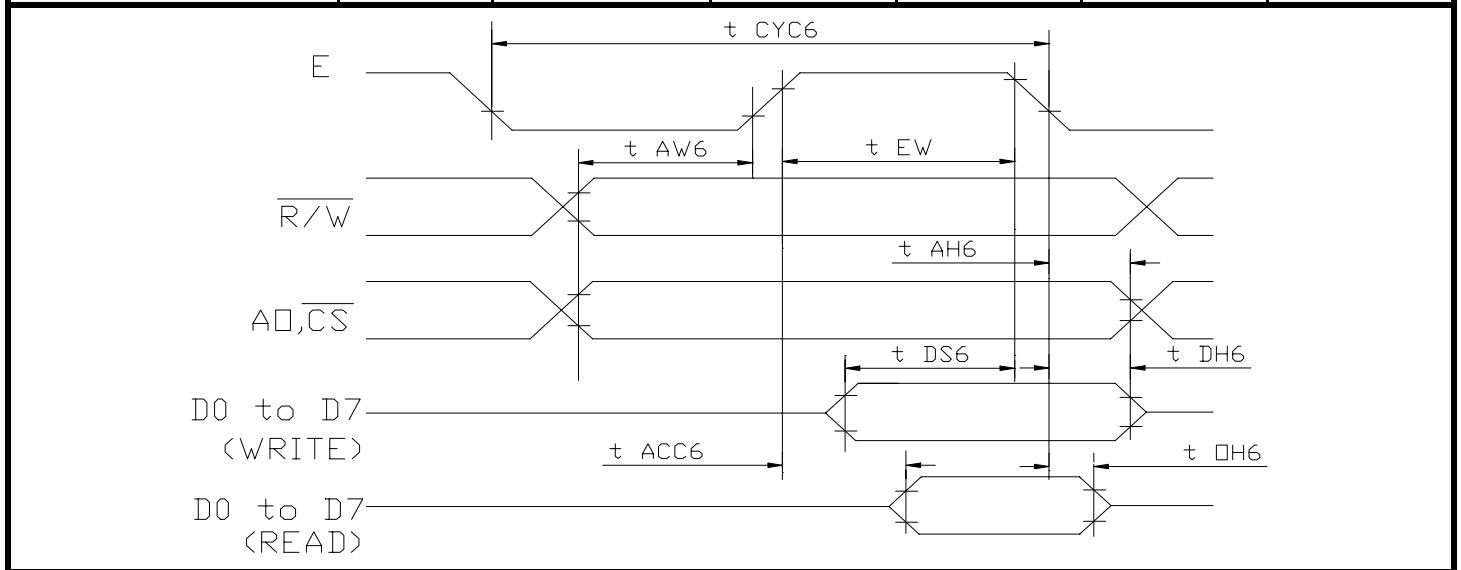 t CYC6
E
t AW6
t EW
R/W
t AH6
A0,CS
t DS6
t DH6
D0 to D7
(WRITE)
t ACC6
t OH6
D0 to D7
(READ)